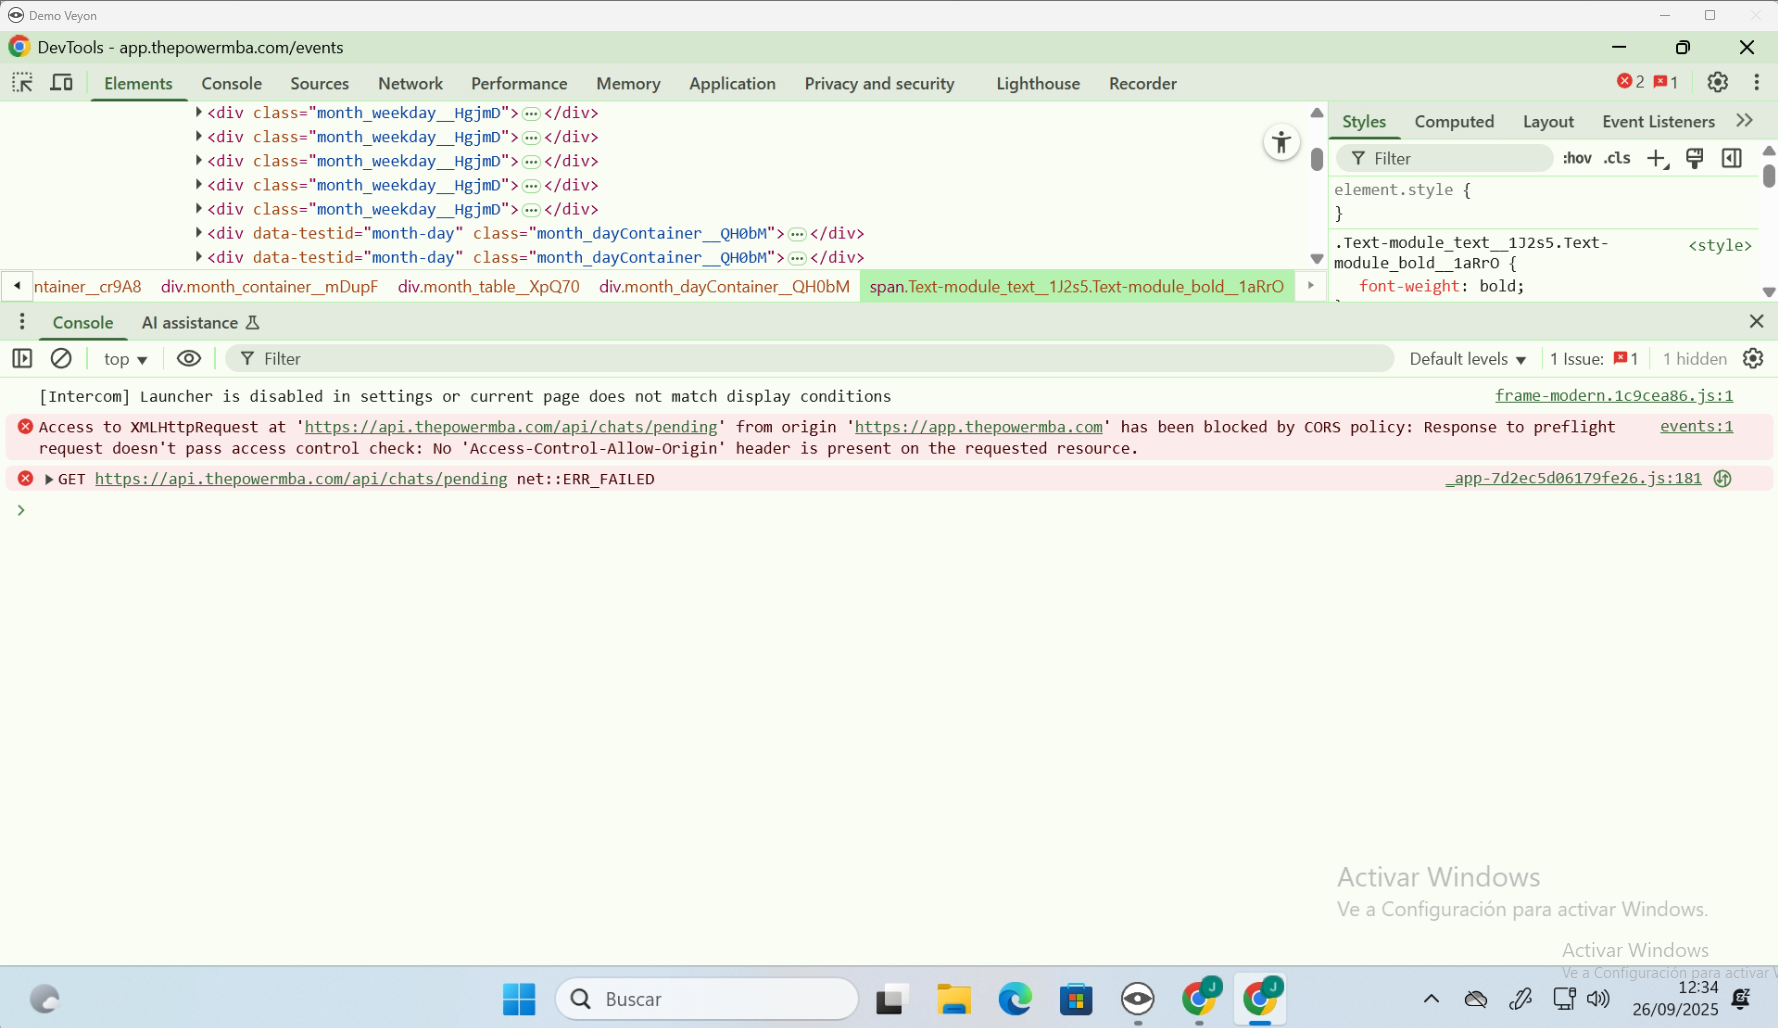 Demo Veyon
DevTools - app.thepowermba.com/events
Elements Console Sources Network Performance Memory Application Privacy and security Lighthouse Recorder 2 1
<div class="month_weekday__HgjmD"> </div>
<div class="month_weekday__HgjmD"> </div>
<div class="month_weekday__HgjmD"> </div>
<div class="month_weekday__HgjmD"> </div>
<div class="month_weekday__HgjmD"> </div>
<div data-testid="month-day" class="month_dayContainer__QH0bM"> </div>
<div data-testid="month-day" class="month_dayContainer__QH0bM"> </div>
ntainer__cr9A8 div.month_container__mDupF div.month_table__XpQ70 div.month_dayContainer__QH0bM span.Text-module_text__1J2s5.Text-module_bold__1aRrO
Styles Computed Layout Event Listeners
Filter :hov .cls
element.style {
}
.Text-module_text__1J2s5.Text- <style>
module_bold__1aRrO {
font-weight: bold;
Console AI assistance
top Filter Default levels 1 Issue: 1 1 hidden
[Intercom] Launcher is disabled in settings or current page does not match display conditions frame-modern.1c9cea86.js:1
Access to XMLHttpRequest at 'https://api.thepowermba.com/api/chats/pending' from origin 'https://app.thepowermba.com' has been blocked by CORS policy: Response to preflight events:1
request doesn't pass access control check: No 'Access-Control-Allow-Origin' header is present on the requested resource.
GET https://api.thepowermba.com/api/chats/pending net::ERR_FAILED _app-7d2ec5d06179fe26.js:181
Activar Windows
Ve a Configuración para activar Windows.
Activar Windows
Ve a Configuración para activar
Buscar
J
J
12:34
26/09/2025